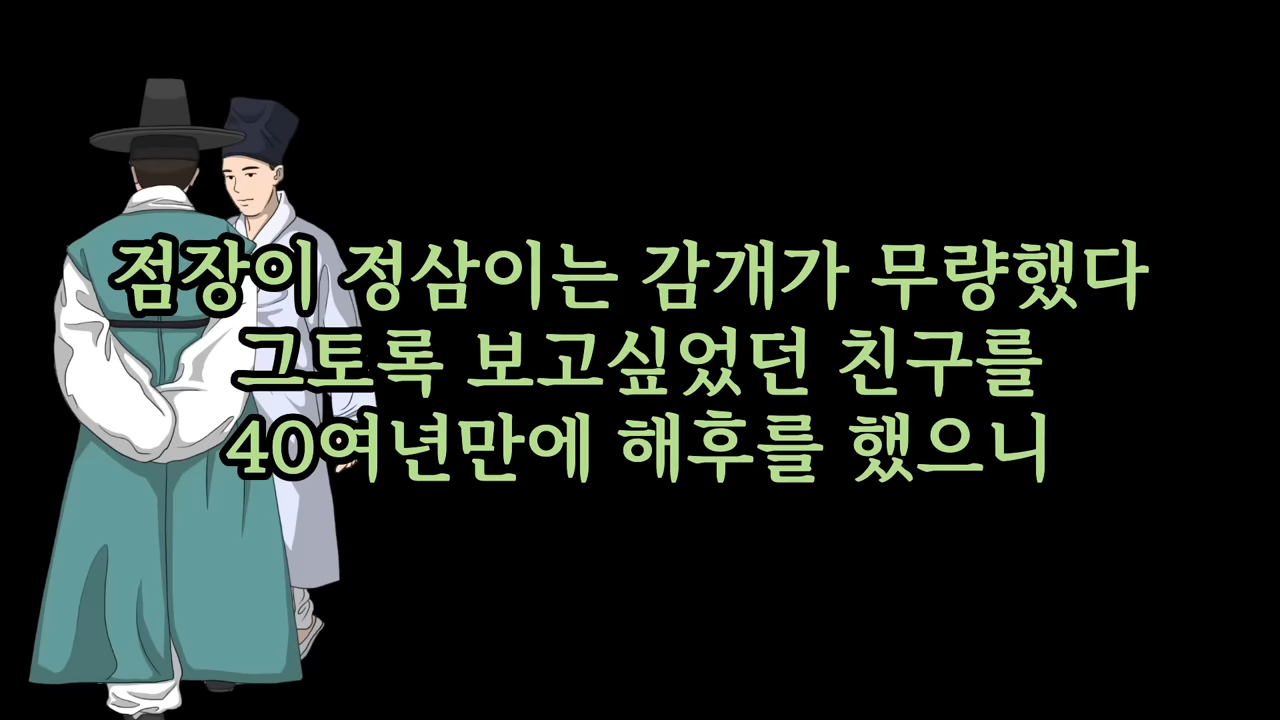 점장이 정삼이는 감개가 무량했다
그토록 보고싶었던 친구를
40여년만에 해후를 했으니